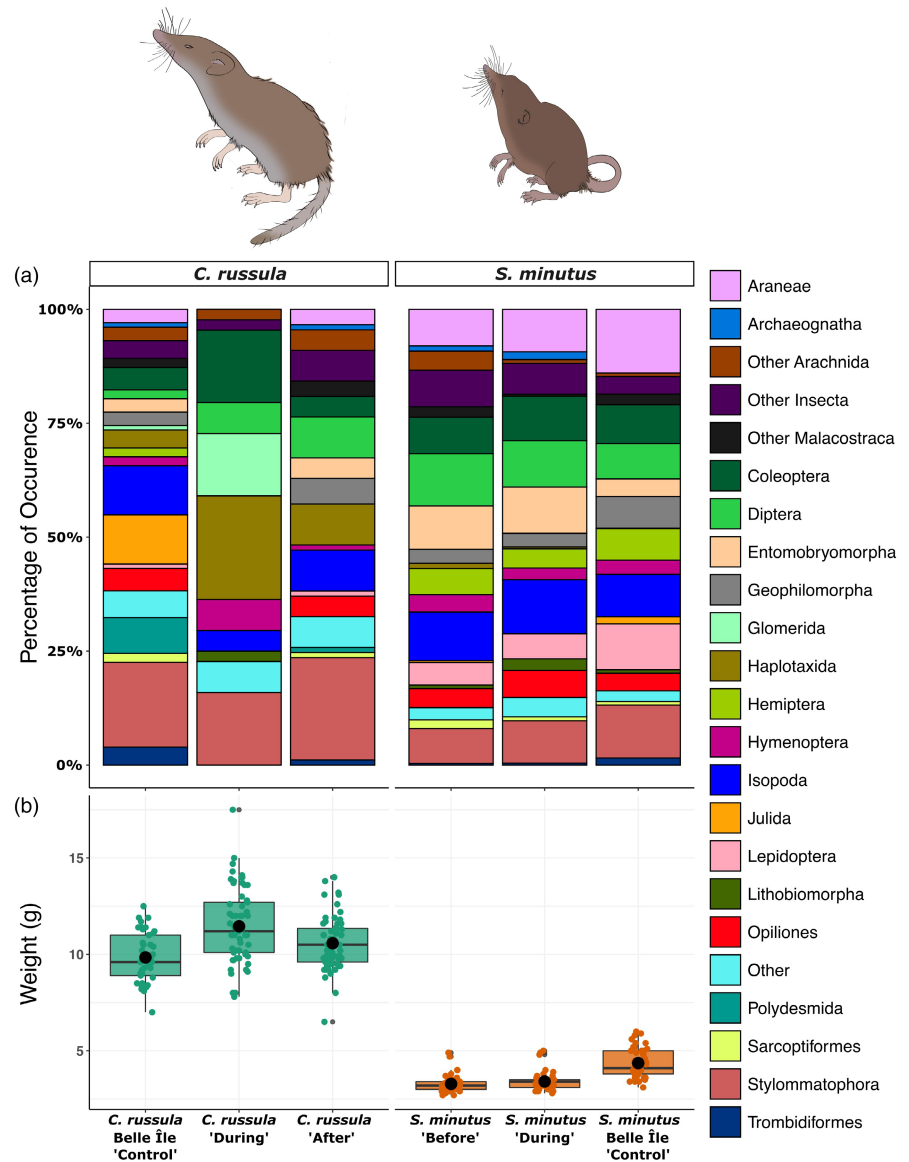 (a)
C. russula
S. minutus
Percentage of Occurence
100%
75%
50%
25%
0%
Araneae
Archaeognatha
Other Arachnida
Other Insecta
Other Malacostraca
Coleoptera
Diptera
Entomobryomorpha
Geophilomorpha
Glomerida
Haplotaxida
Hemiptera
Hymenoptera
Isopoda
Julida
Lepidoptera
Lithobiomorpha
Opiliones
Other
Polydesmida
Sarcoptiformes
Stylommatophora
Trombidiformes
(b)
Weight (g)
15
10
5
C. russula
Belle Île
'Control'
C. russula
'During'
C. russula
'After'
S. minutus
'Before'
S. minutus
'During'
S. minutus
Belle Île
'Control'